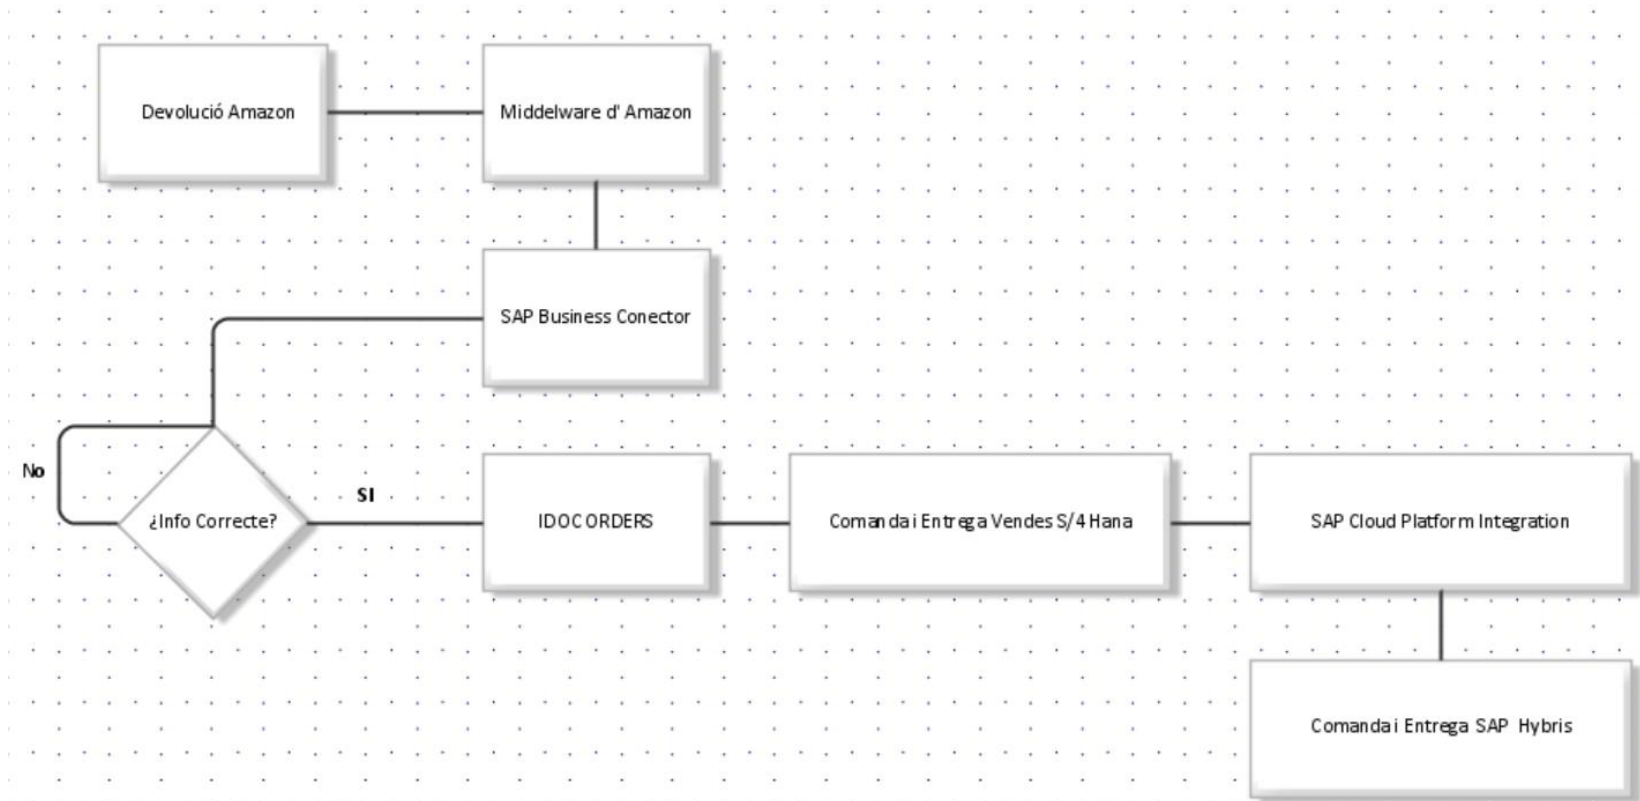 Devolució Amazon
Middelware d' Amazon
SAP Business Conector
No
¿Info Correcte?
SI
IDOC ORDERS
Comanda i Entrega Vendes S/4 Hana
SAP Cloud Platform Integration
Comanda i Entrega SAP Hybris